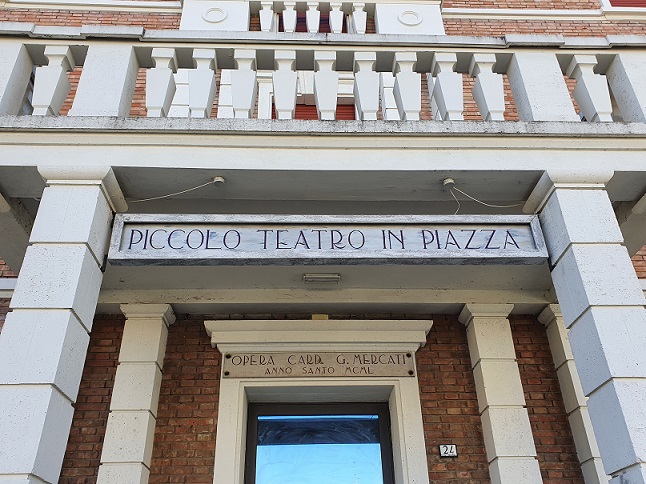 PICCOLO TEATRO IN PIAZZA
OPERA CARD. G. MERCATI
ANNO SANTO MCML
24